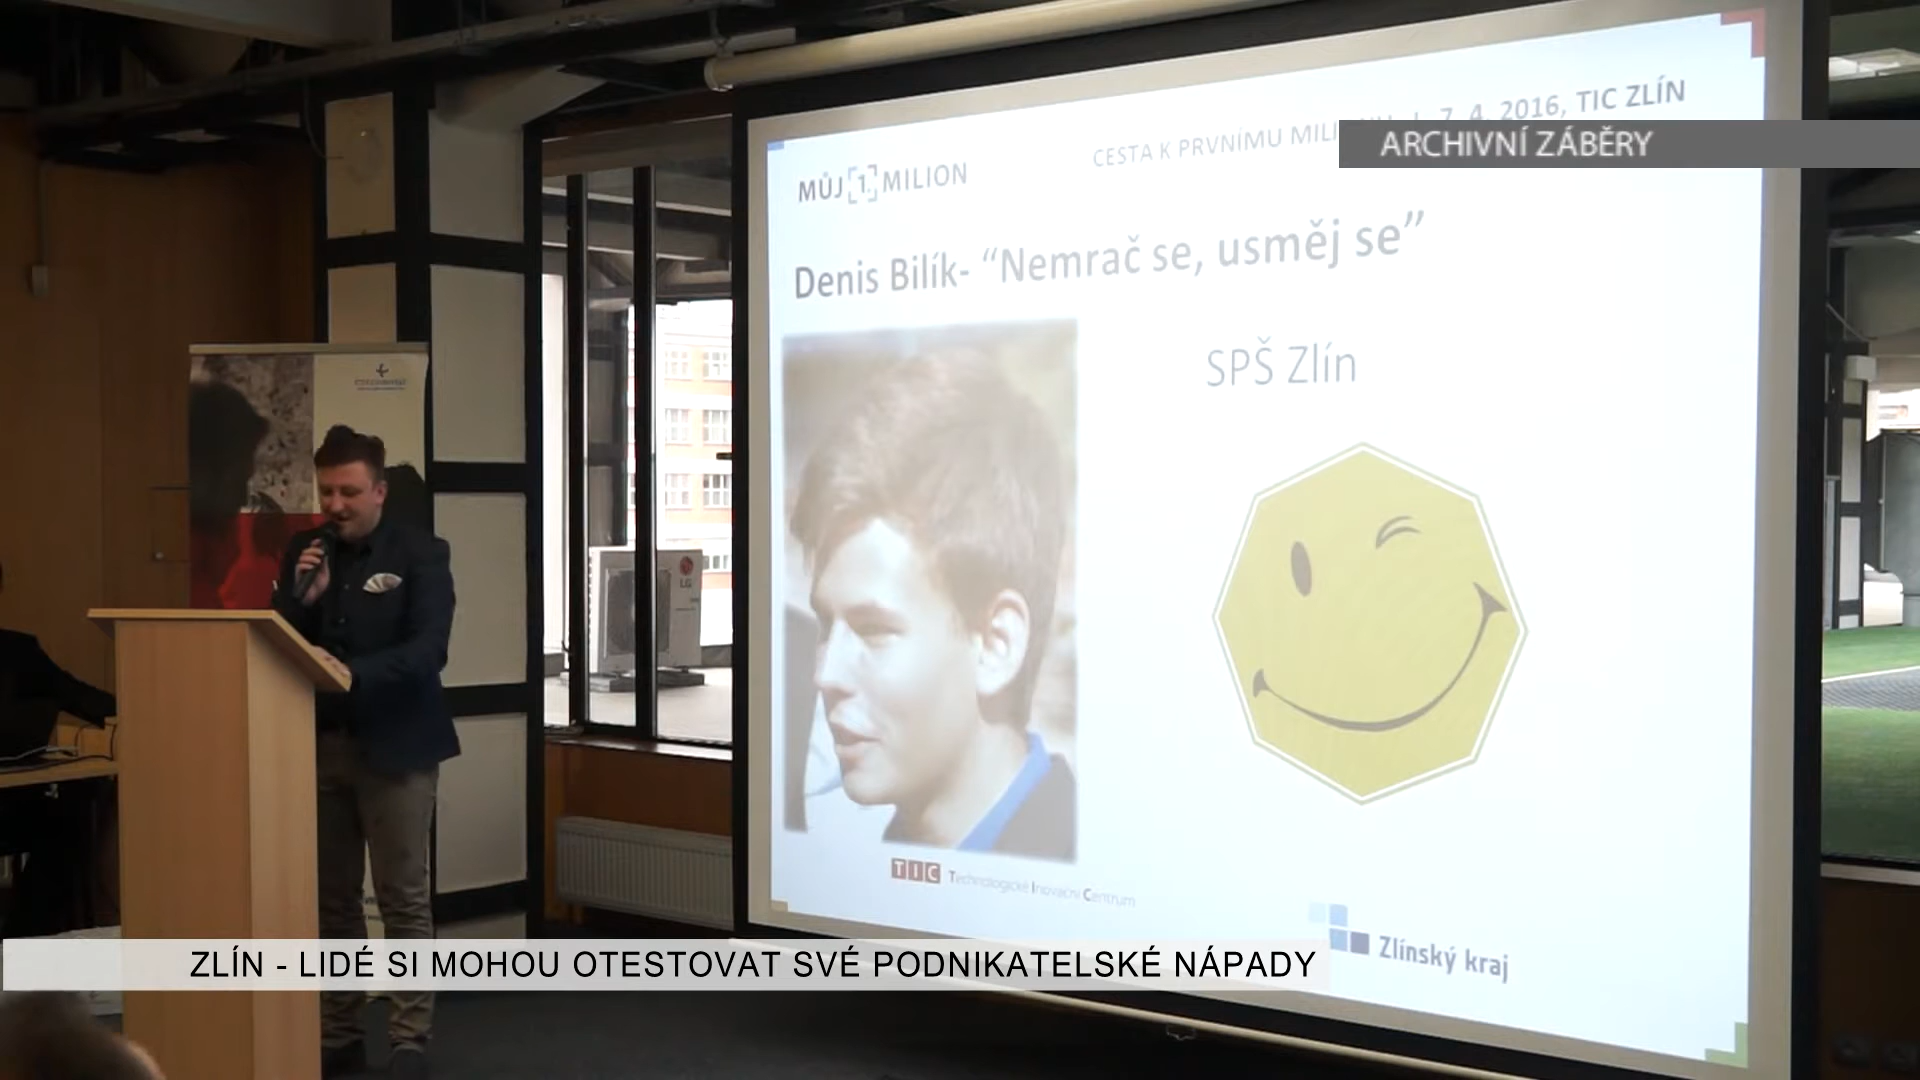 CESTA K PRVNÍMU 7. 4. 2016, TIC ZLÍN
ARCHIVNÍ ZÁBĚRY
MŮJ 1. MILION
Denis Bilík- “Nemrač se, usměj se”
SPŠ Zlín
LG
TIC Technologické Inovační Centrum
Zlínský kraj
ZLÍN - LIDÉ SI MOHOU OTESTOVAT SVÉ PODNIKATELSKÉ NÁPADY